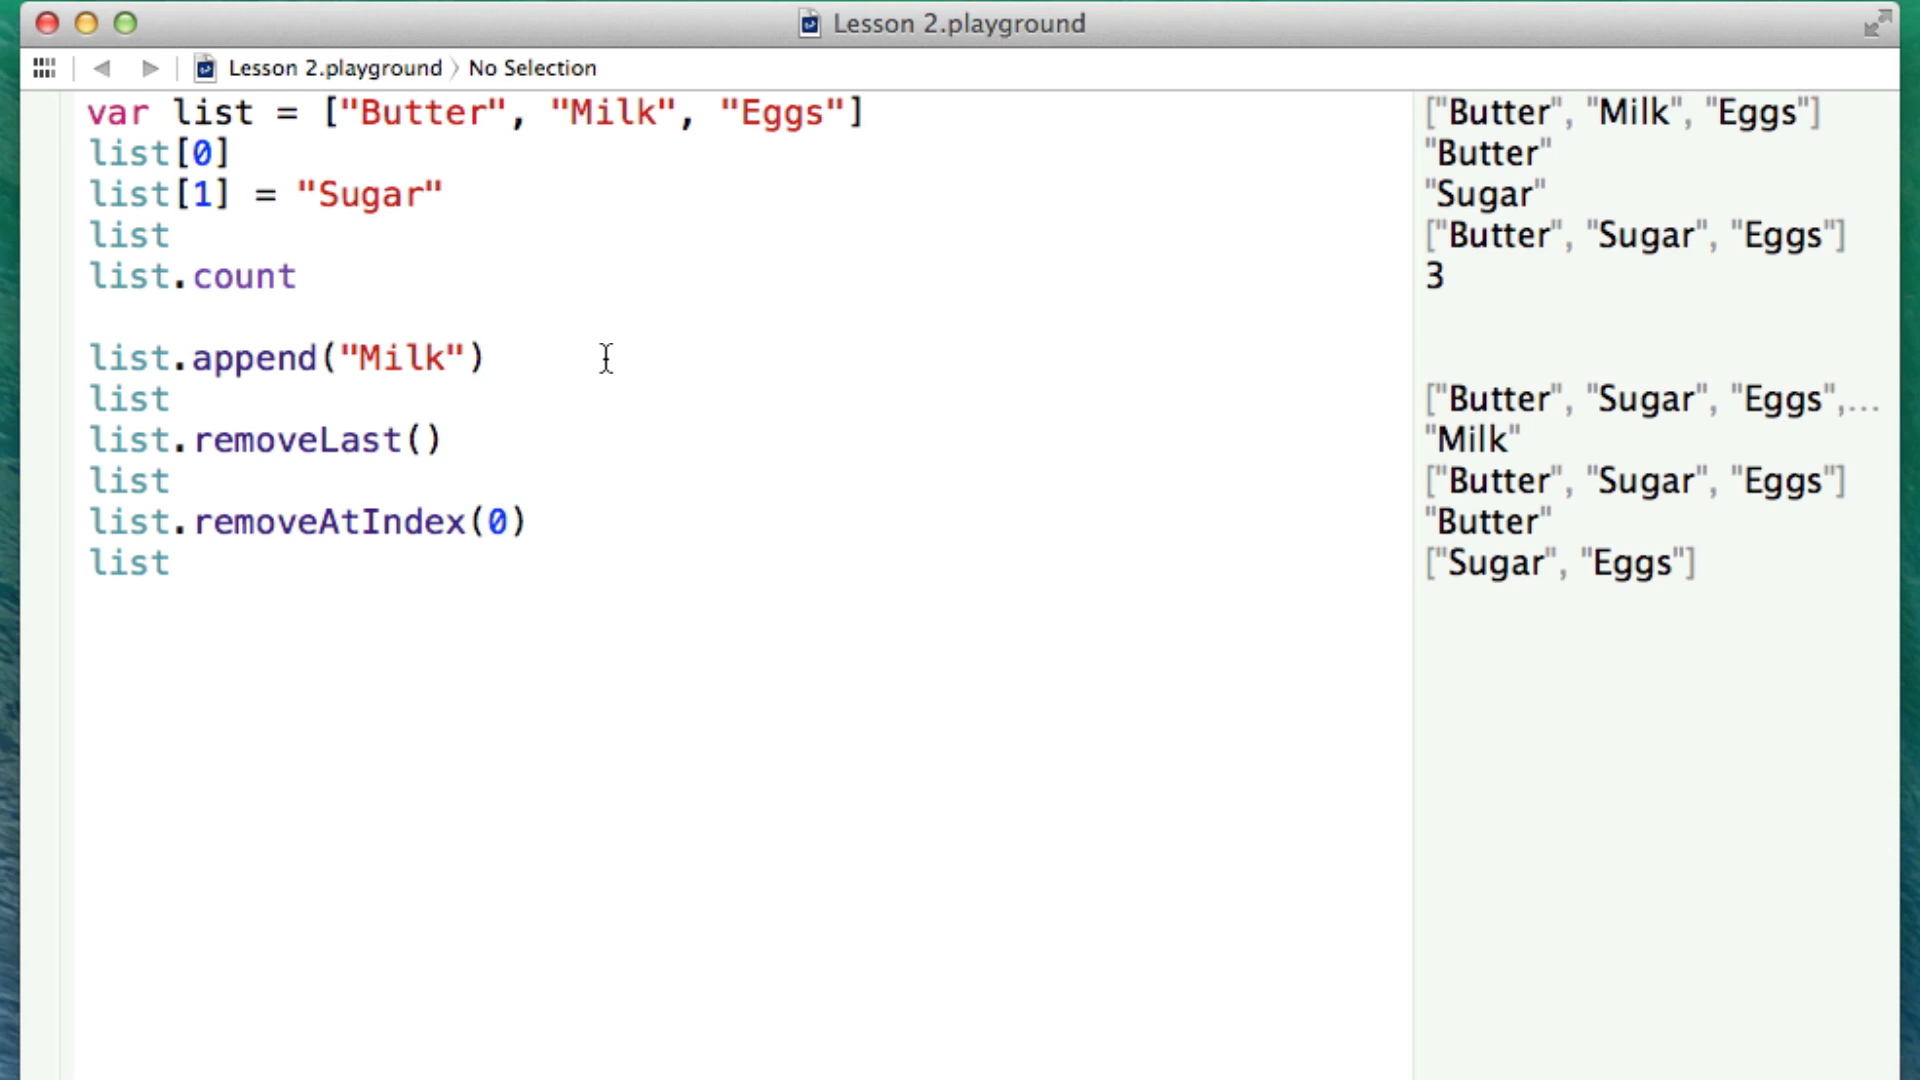 Lesson 2.playground
Lesson 2.playground 〉 No Selection
var list = ["Butter", "Milk", "Eggs"]
["Butter", "Milk", "Eggs"]
list[0]
"Butter"
list[1] = "Sugar"
"Sugar"
list
["Butter", "Sugar", "Eggs"]
list.count
3
list.append("Milk")
list
["Butter", "Sugar", "Eggs",...
list.removeLast()
"Milk"
list
["Butter", "Sugar", "Eggs"]
list.removeAtIndex(0)
"Butter"
list
["Sugar", "Eggs"]